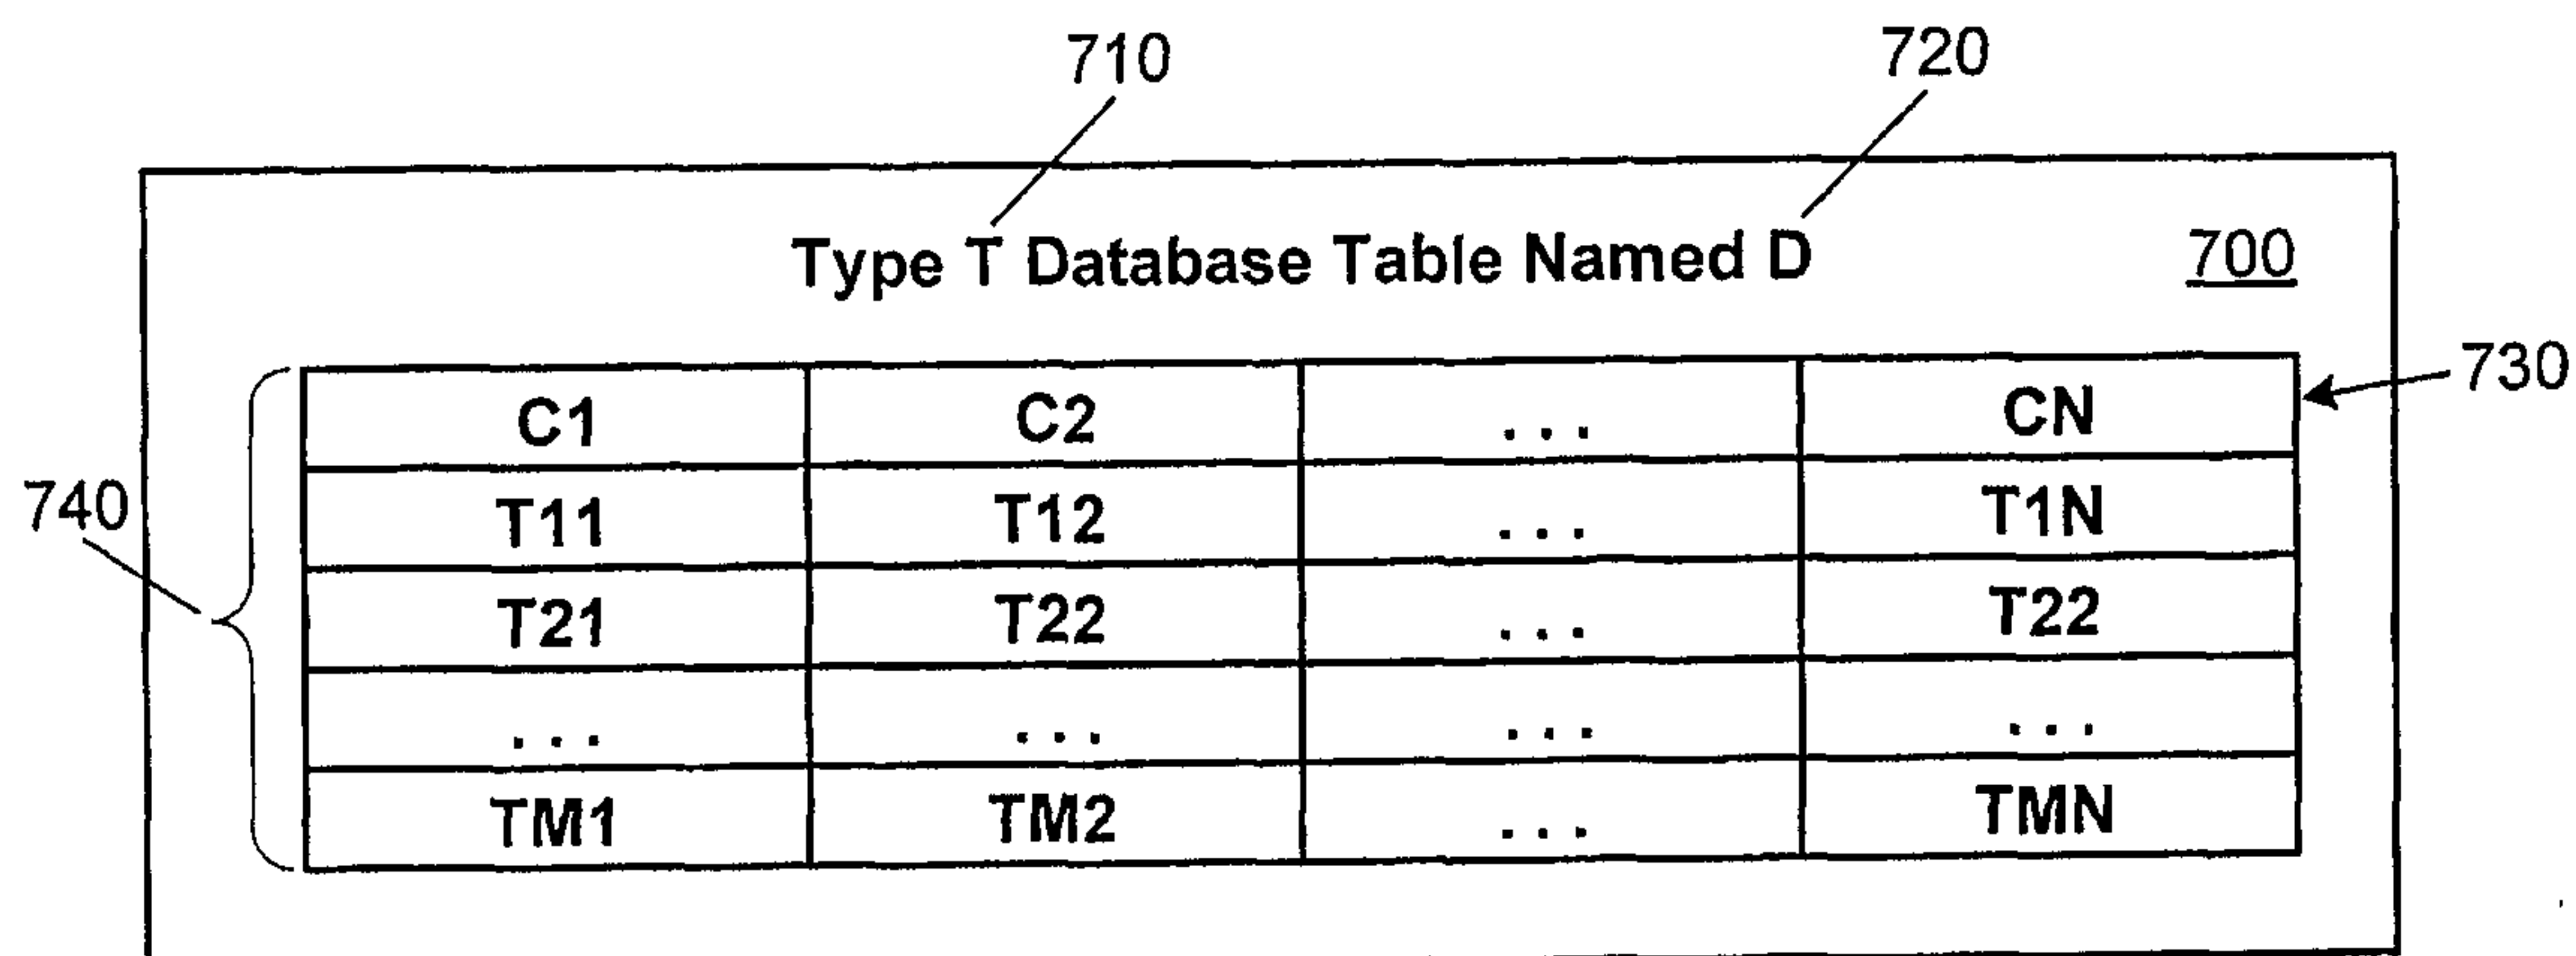 710 720
Type T Database Table Named D 700
C1 C2 ... CN 730
740
T11 T12 ... T1N
T21 T22 ... T22
... ... ... ...
TM1 TM2 ... TMN